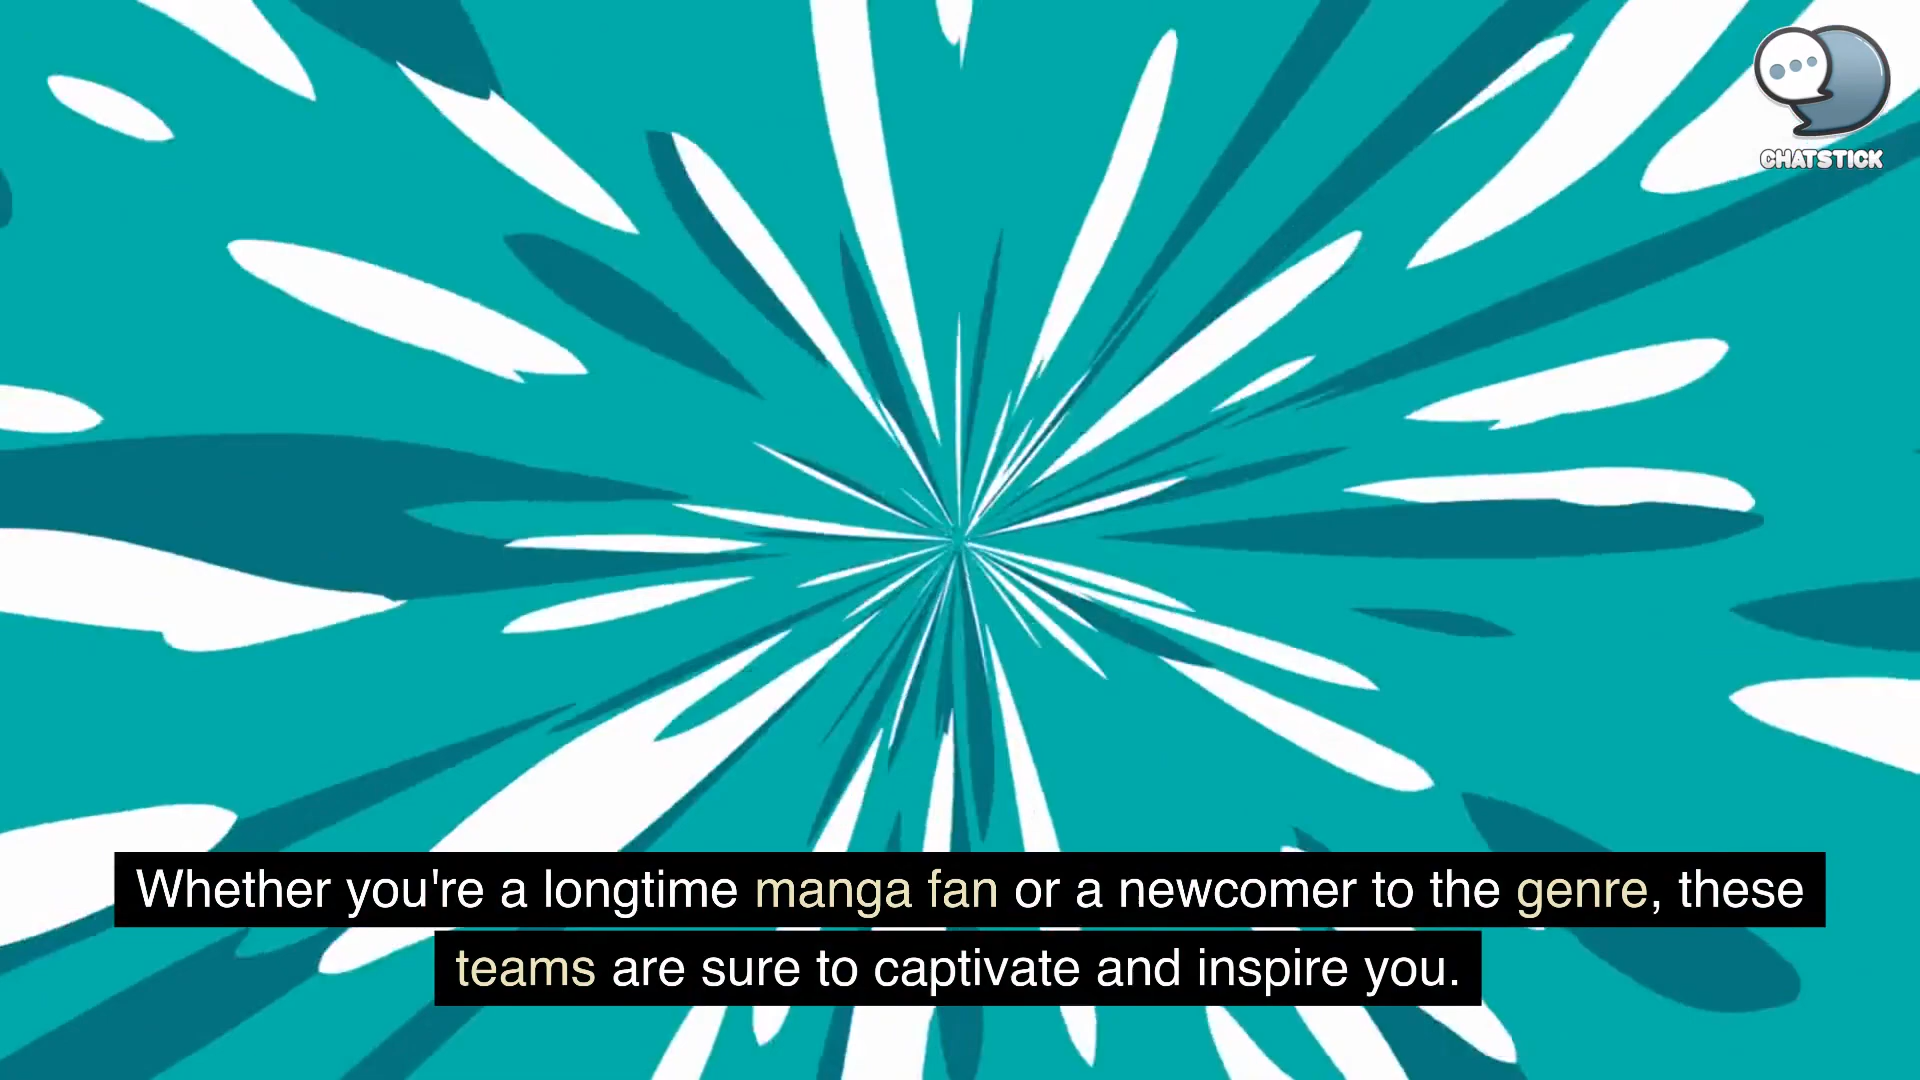 CHATSTICK
Whether you're a longtime manga fan or a newcomer to the genre, these
teams are sure to captivate and inspire you.